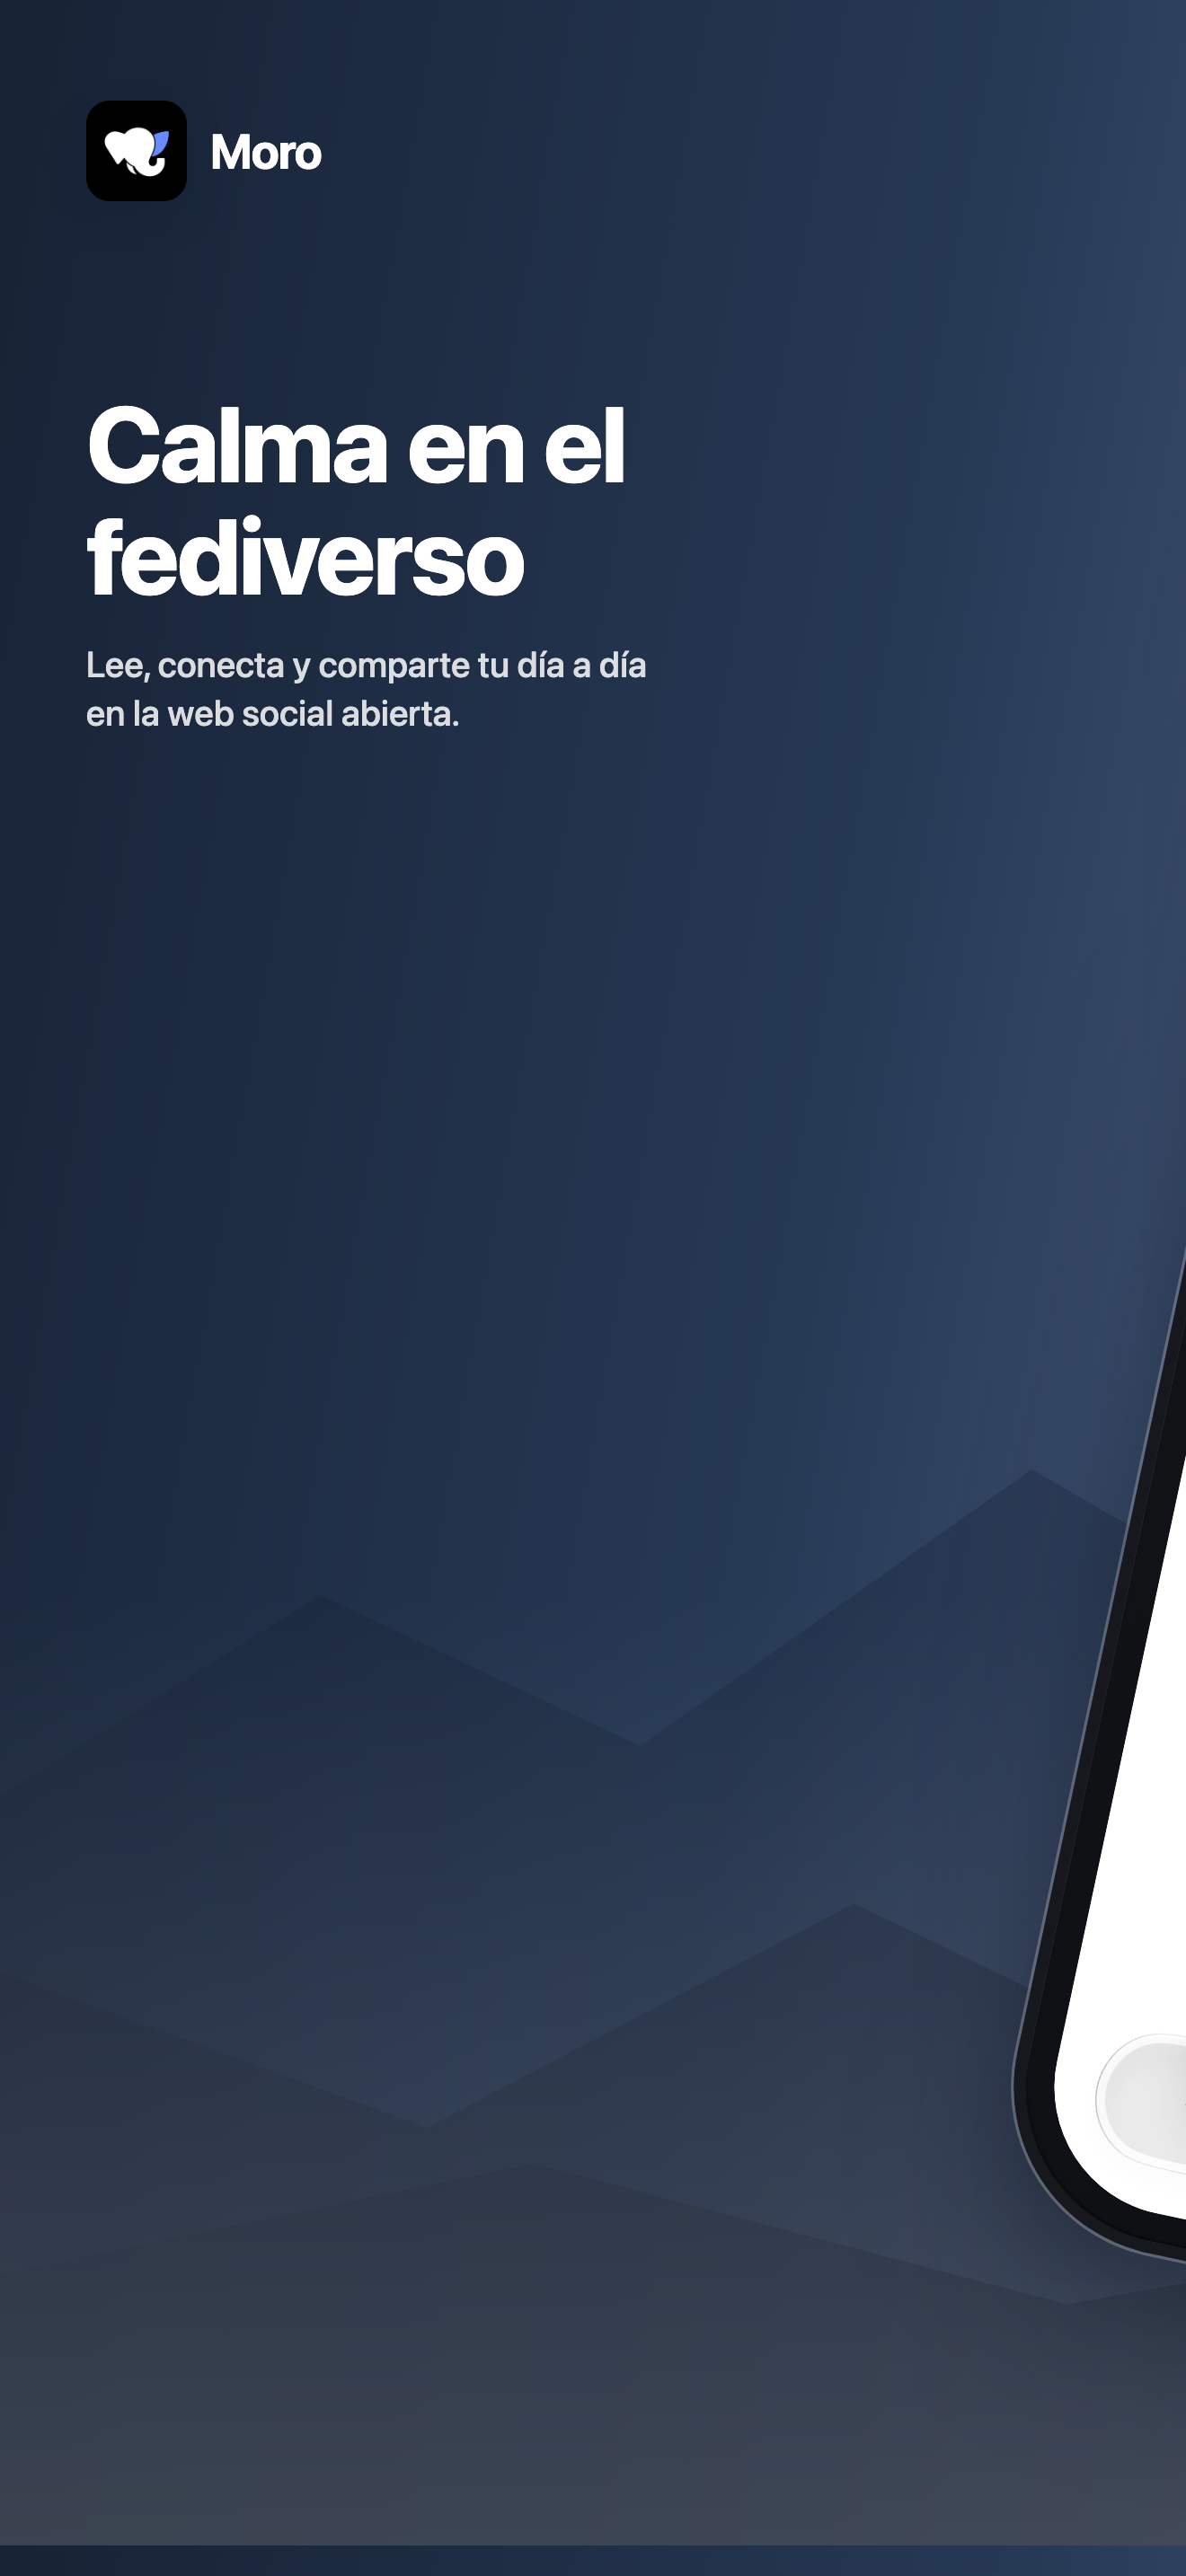 Moro
Calma en el
fediverso
Lee, conecta y comparte tu día a día
en la web social abierta.